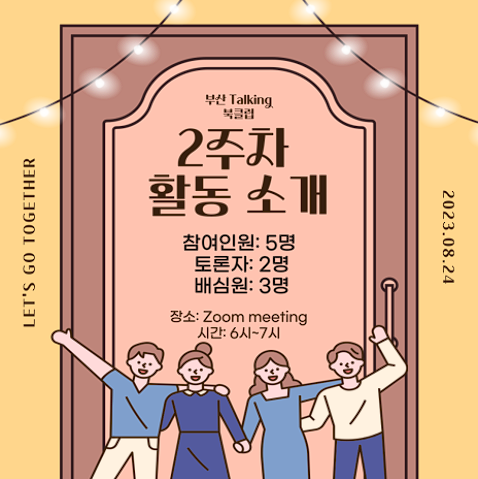 부산 Talking
북클럽
2주차
활동 소개
참여인원: 5명
토론자: 2명
배심원: 3명
장소: Zoom meeting
시간: 6시~7시
LET'S GO TOGETHER
2023.08.24